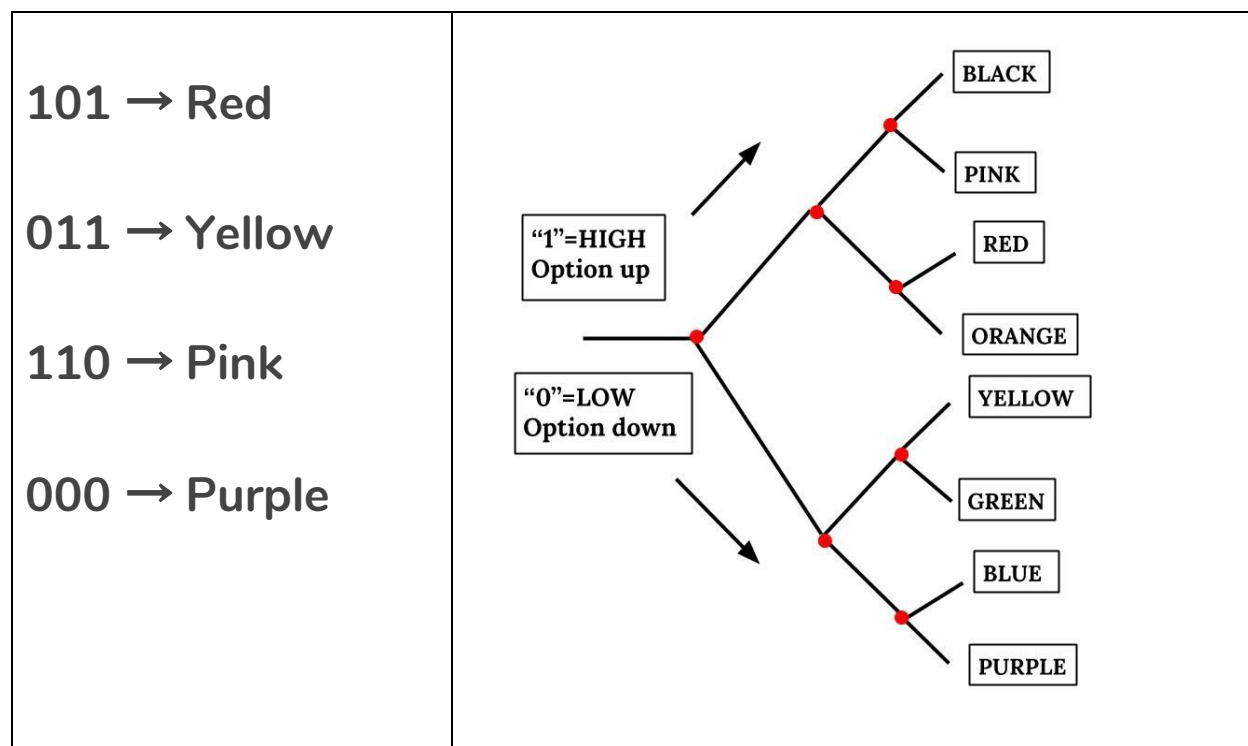 101 → Red
011 → Yellow
110 → Pink
000 → Purple
BLACK
PINK
“1”=HIGH
Option up
RED
ORANGE
“0”=LOW
Option down
YELLOW
GREEN
BLUE
PURPLE